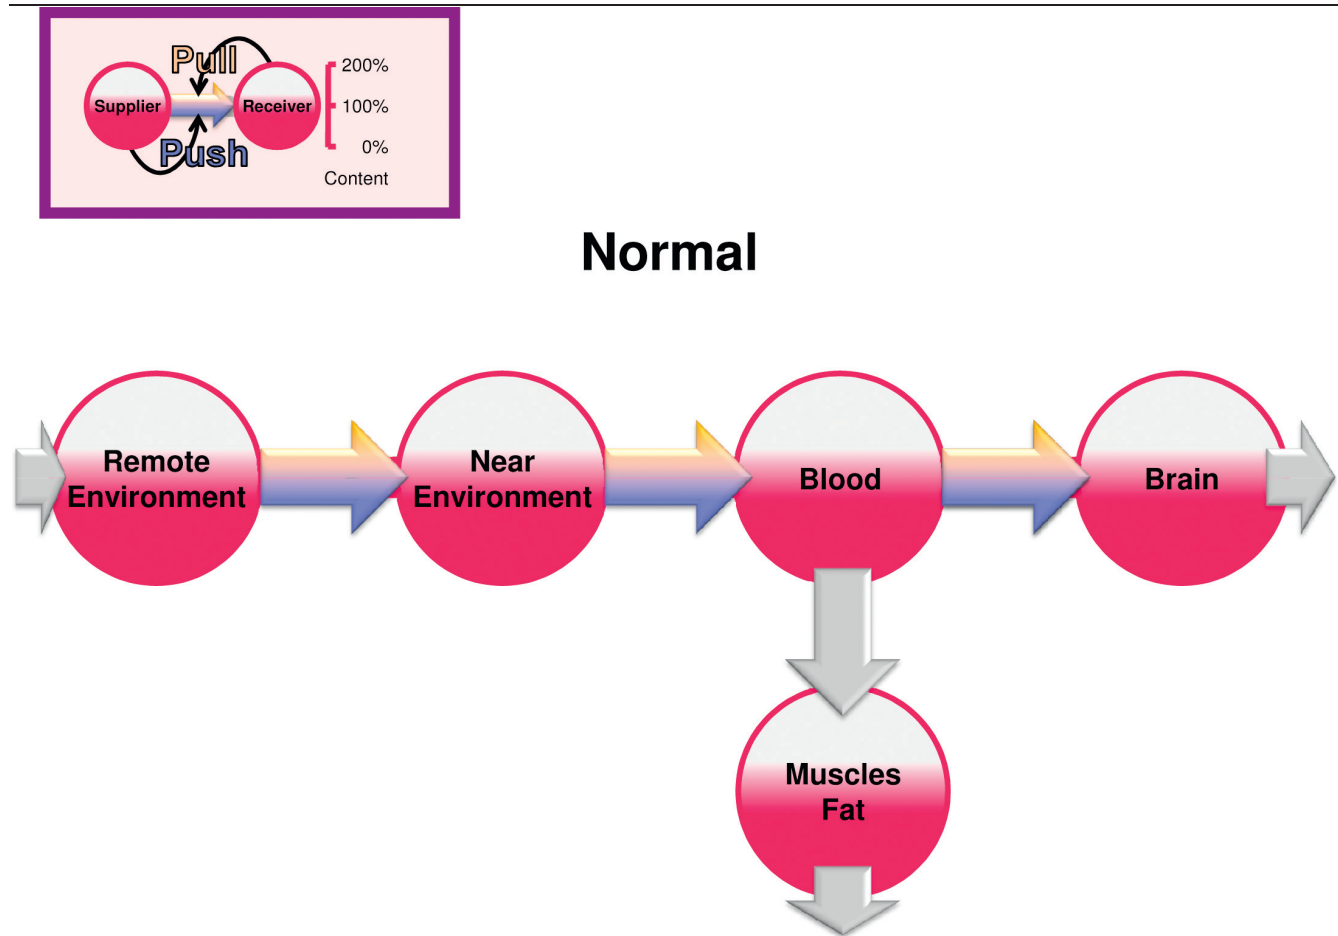 Pull
200%
Supplier
Receiver
100%
Push
0%
Content
Normal
Remote
Environment
Near
Environment
Blood
Brain
Muscles
Fat